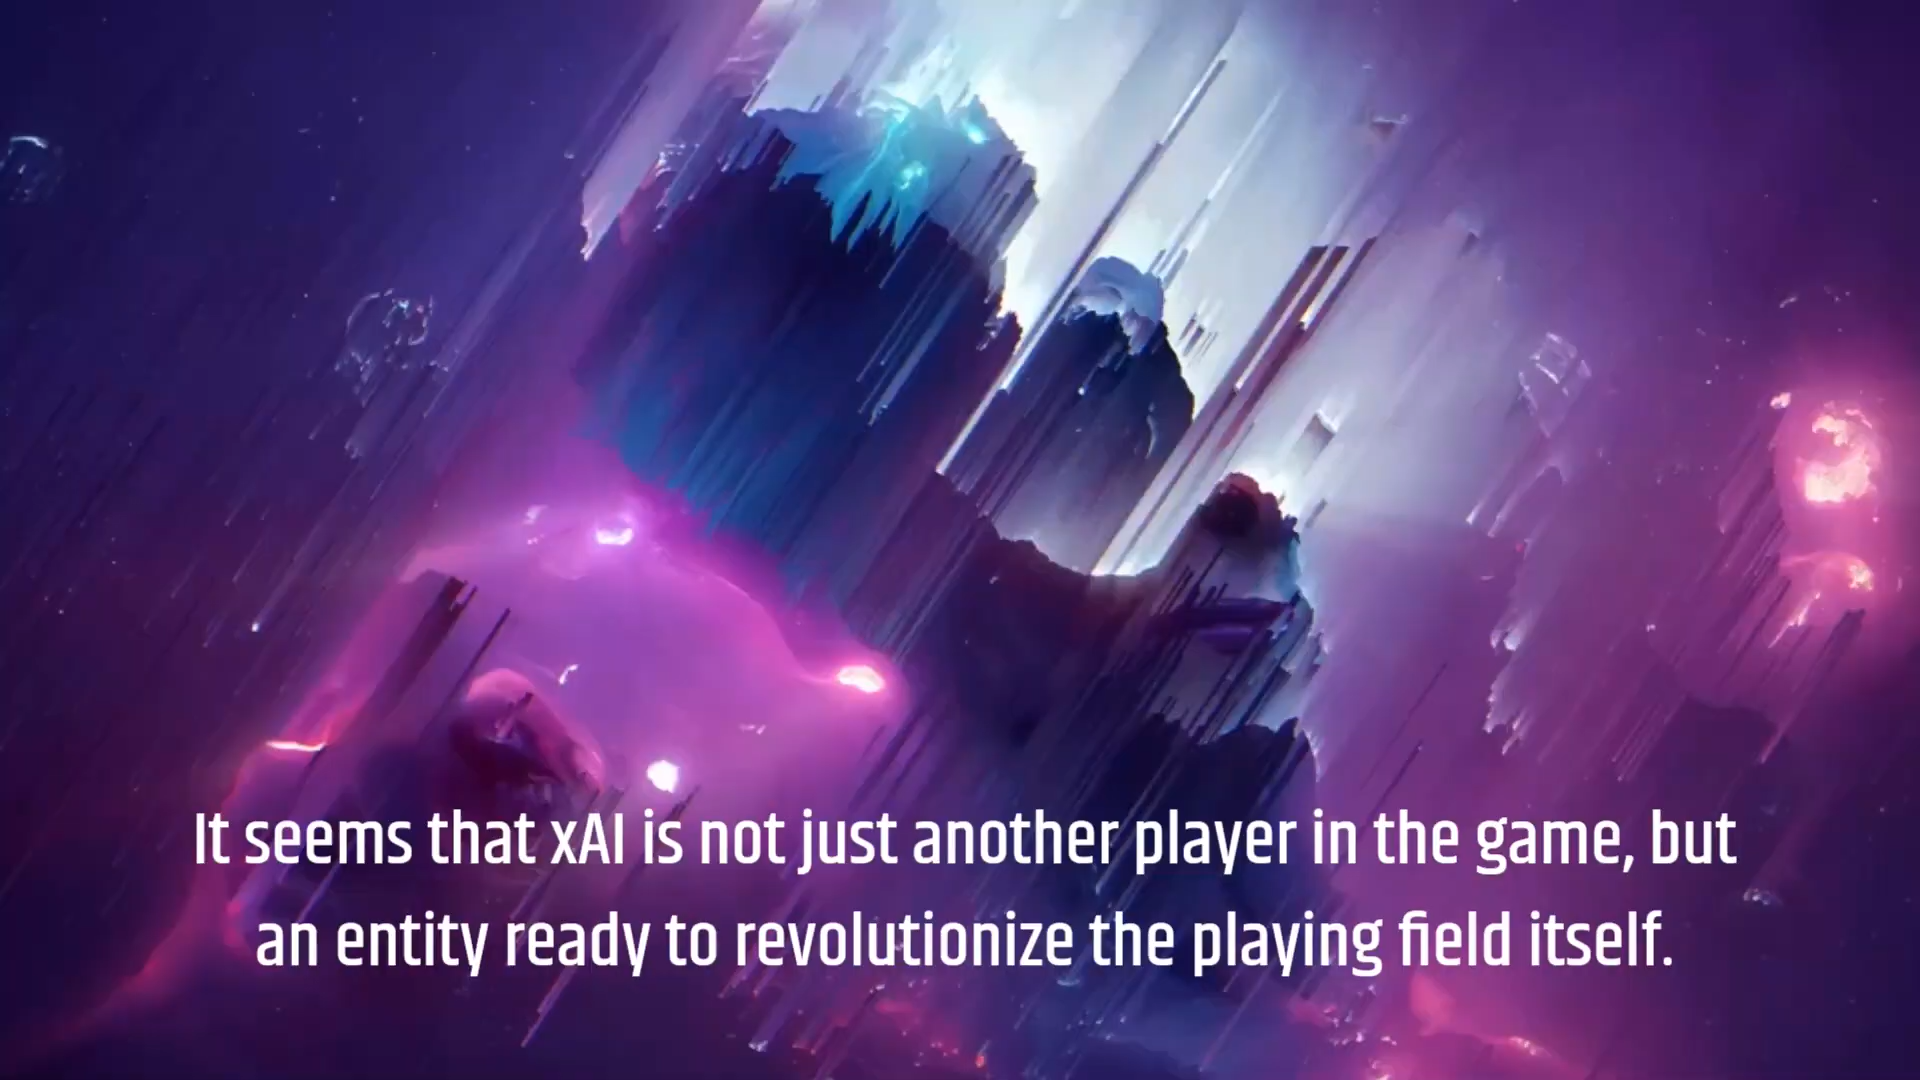 It seems that xAI is not just another player in the game, but
an entity ready to revolutionize the playing field itself.